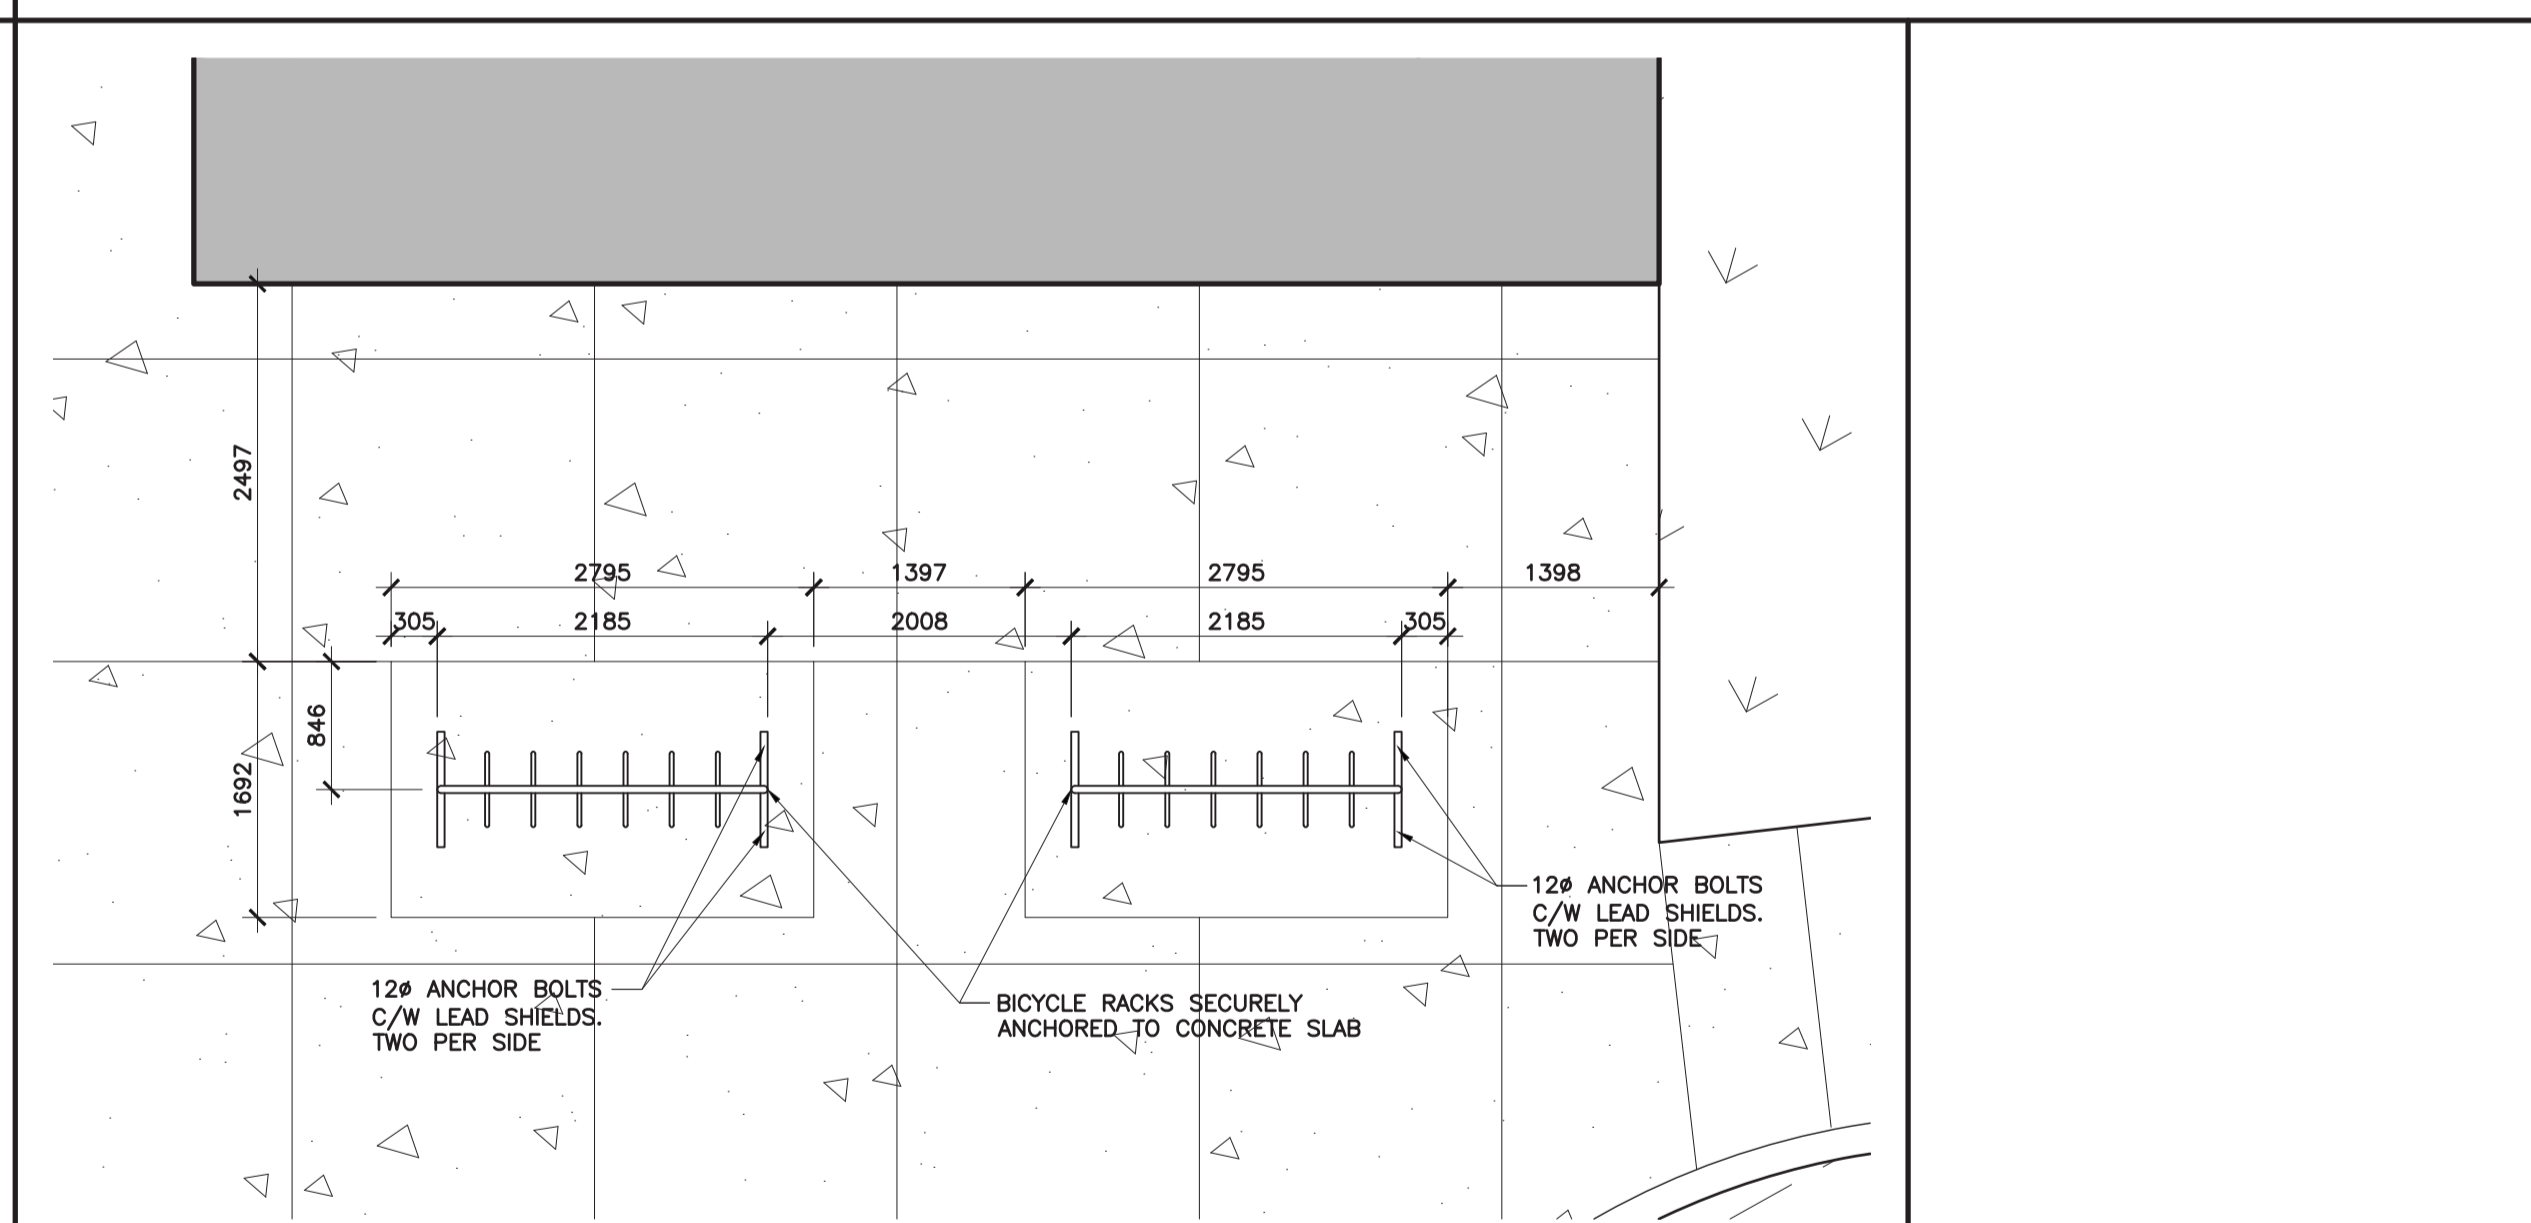 2497
2795
1397
2795
1398
305
2185
2008
2185
305
846
1692
12ø ANCHOR BOLTS
C/W LEAD SHIELDS.
TWO PER SIDE
12ø ANCHOR BOLTS
C/W LEAD SHIELDS.
TWO PER SIDE
BICYCLE RACKS SECURELY
ANCHORED TO CONCRETE SLAB